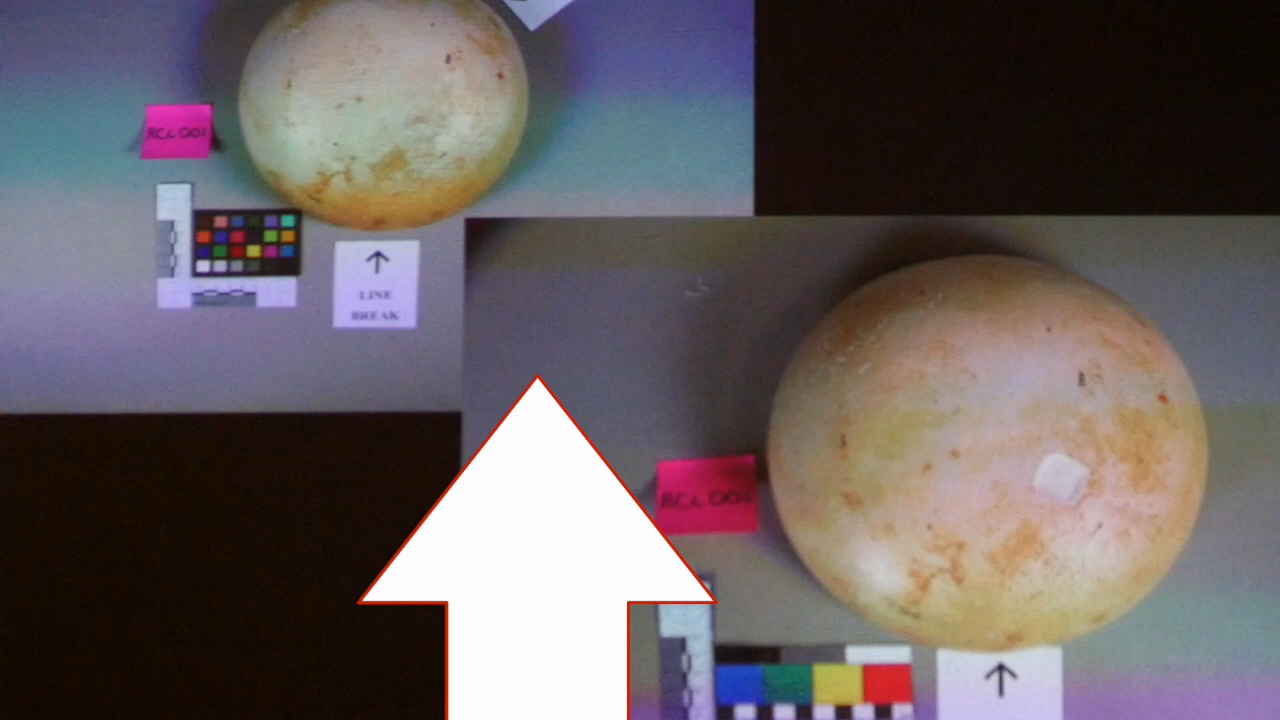 RCL 001
↑
LINE
BREAK
RCL 001
↑